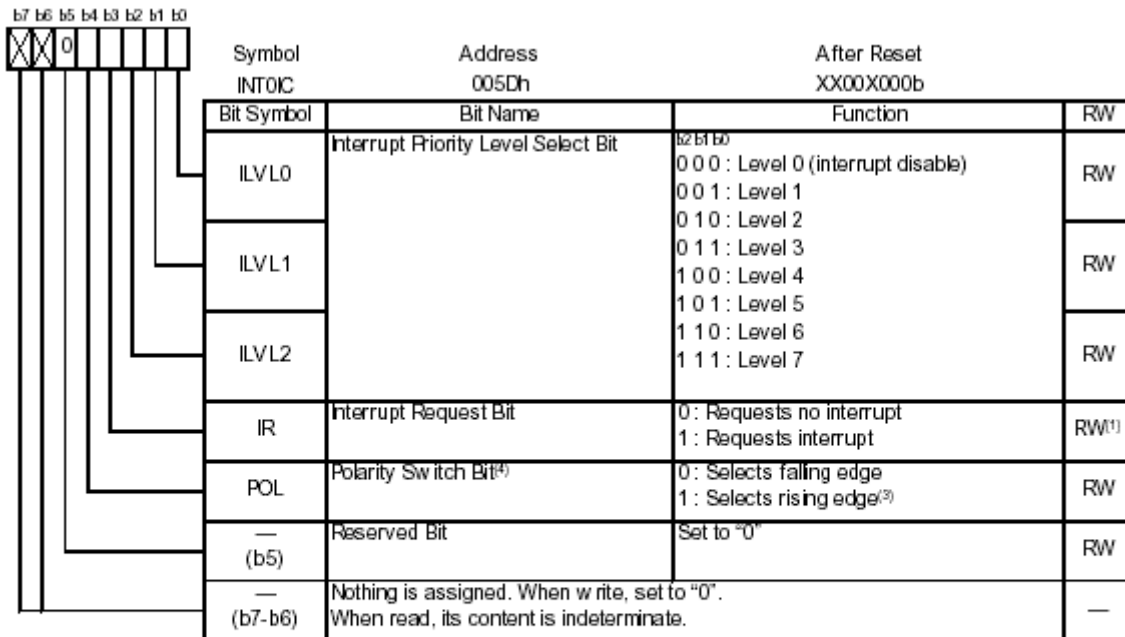 b7 b6 b5 b4 b3 b2 b1 b0
0
Symbol Address After Reset
INT0IC 005Dh XX00X000b
Bit Symbol Bit Name Function RW
ILVL0 Interrupt Priority Level Select Bit b2 b1 b0
0 0 0 : Level 0 (interrupt disable) RW
0 0 1 : Level 1
0 1 0 : Level 2
ILVL1 0 1 1 : Level 3 RW
1 0 0 : Level 4
1 0 1 : Level 5
ILVL2 1 1 0 : Level 6 RW
1 1 1 : Level 7
IR Interrupt Request Bit 0 : Requests no interrupt RW[1]
1 : Requests interrupt
POL Polarity Switch Bit(4) 0 : Selects falling edge RW
1 : Selects rising edge(3)
— Reserved Bit Set to “0” RW
(b5)
— Nothing is assigned. When write, set to “0”. —
(b7-b6) When read, its content is indeterminate.